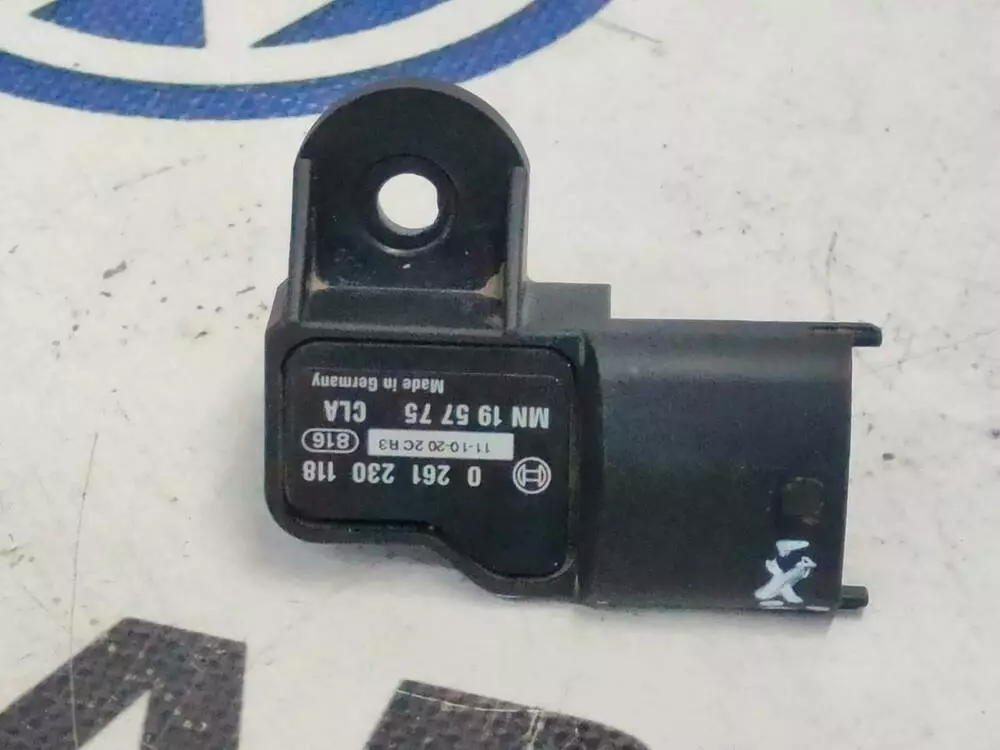 0 261 230 118
11-10-20 2C R3 816
MN 19 57 75 CLA
Made in Germany